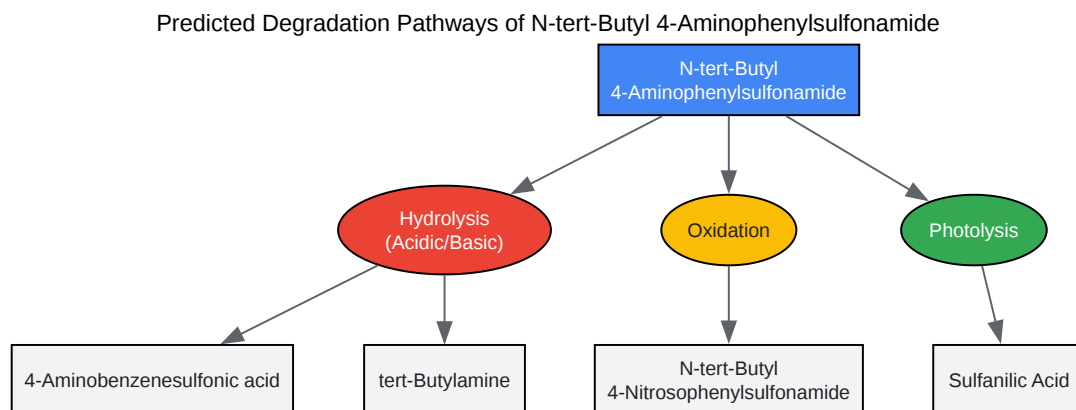 Predicted Degradation Pathways of N-tert-Butyl 4-Aminophenylsulfonamide
N-tert-Butyl
4-Aminophenylsulfonamide
Hydrolysis
(Acidic/Basic)
Oxidation
Photolysis
4-Aminobenzenesulfonic acid
tert-Butylamine
N-tert-Butyl
4-Nitrosophenylsulfonamide
Sulfanilic Acid